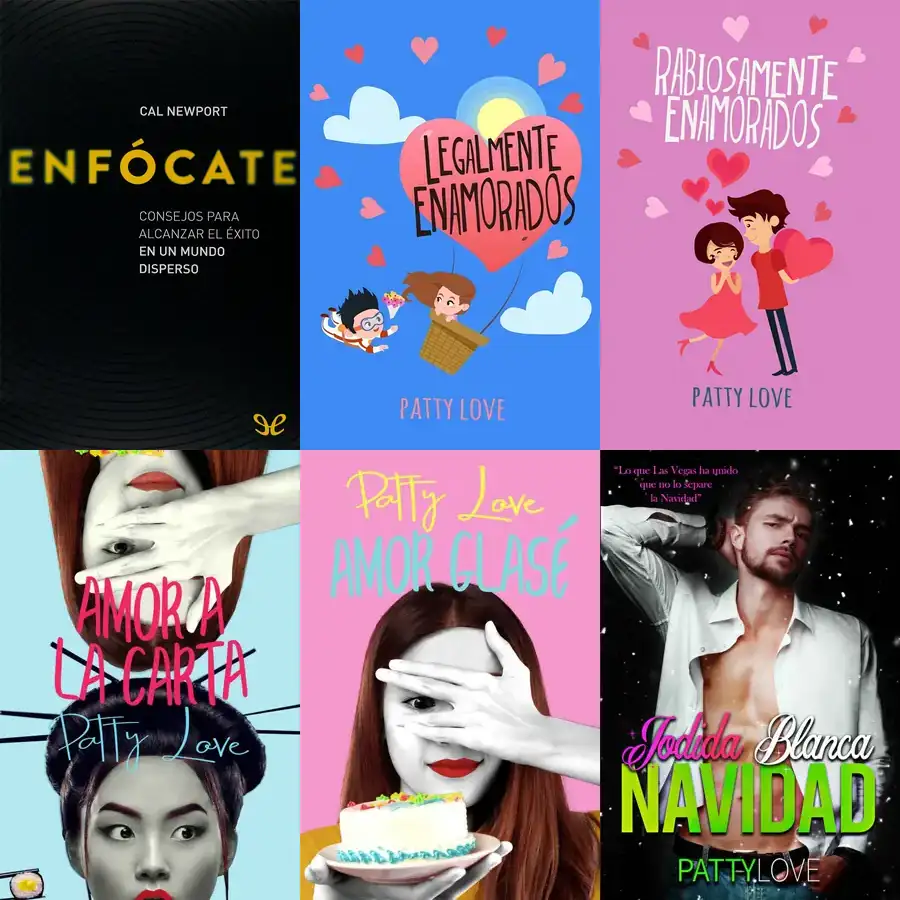 CAL NEWPORT
ENFÓCATE
CONSEJOS PARA
ALCANZAR EL ÉXITO
EN UN MUNDO
DISPERSO
LEGALMENTE
ENAMORADOS
PATTY LOVE
RABIOSAMENTE
ENAMORADOS
PATTY LOVE
AMOR A
LA CARTA
Patty Love
Patty Love
AMOR GLASÉ
"Lo que Las Vegas ha unido
que no lo separe
la Navidad"
Jodida Blanca
NAVIDAD
PATTYLOVE